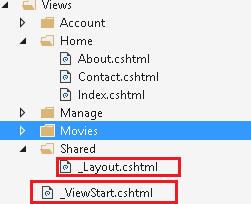 Views
Account
Home
About.cshtml
Contact.cshtml
Index.cshtml
Manage
Movies
Shared
_Layout.cshtml
_ViewStart.cshtml